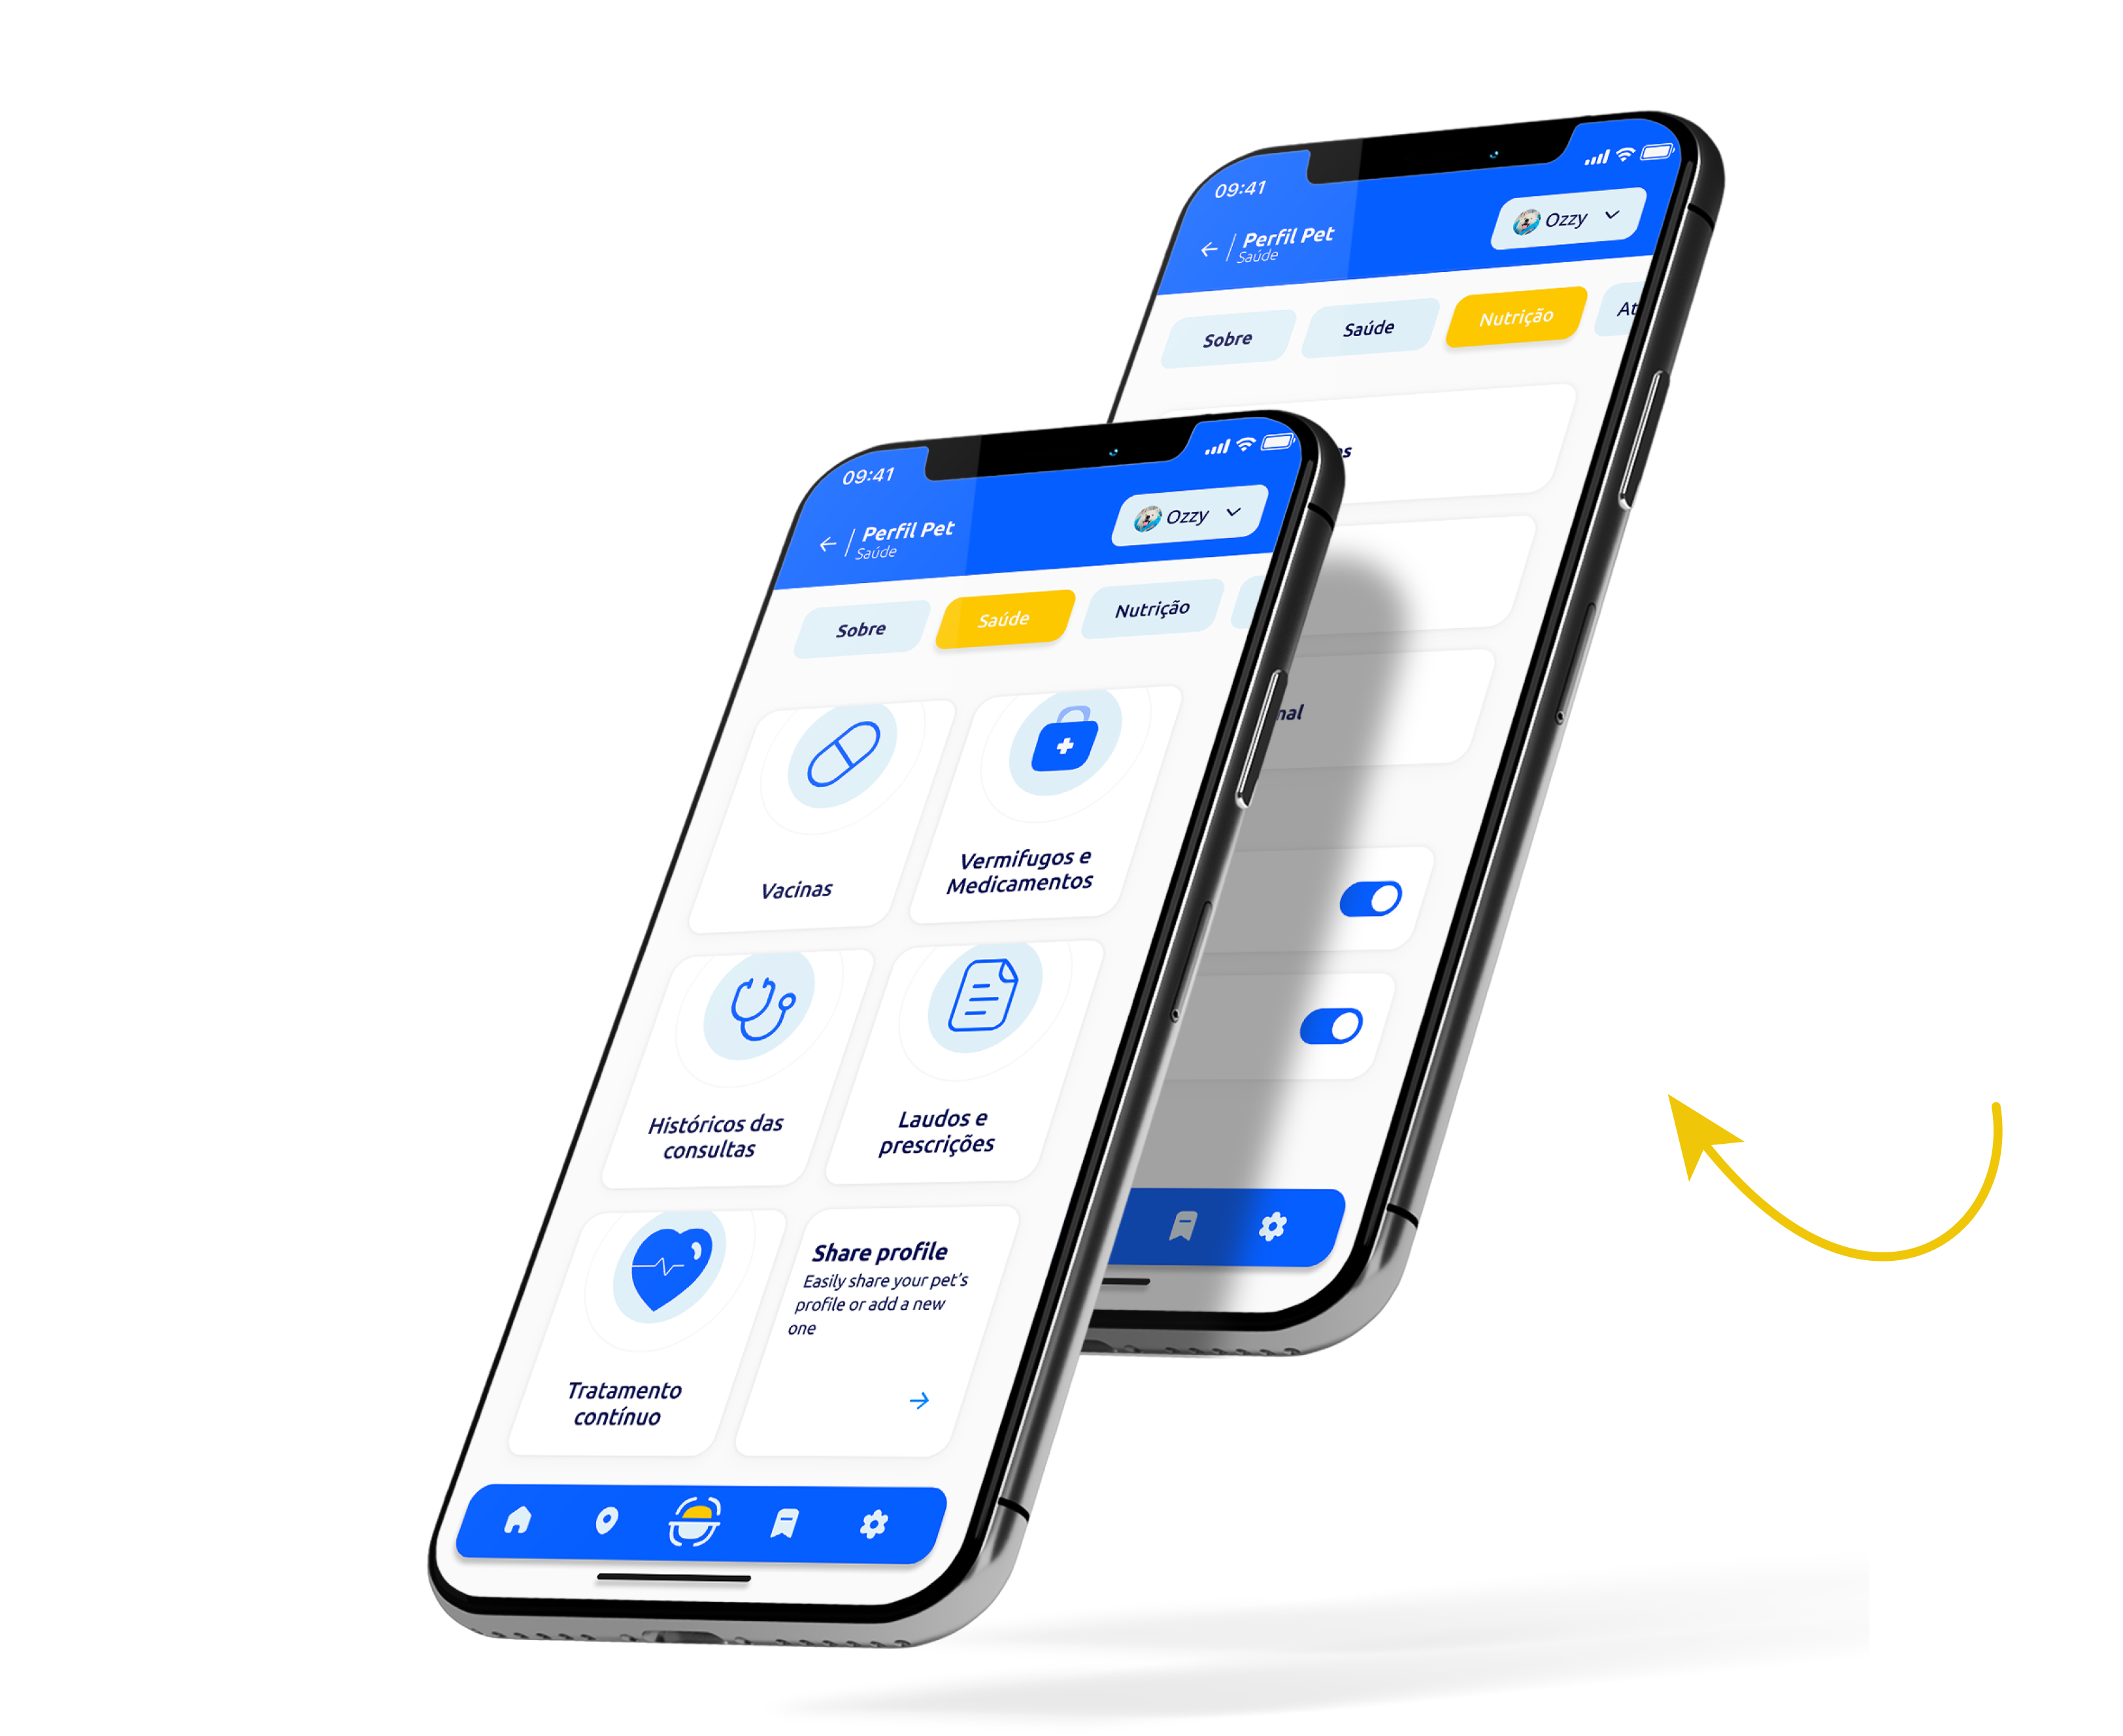 09:41
Perfil Pet
Saúde
Ozzy
Sobre
Saúde
Nutrição
09:41
Perfil Pet
Saúde
Ozzy
Sobre
Saúde
Nutrição
Vacinas
Vermifugos e
Medicamentos
Históricos das
consultas
Laudos e
prescrições
Tratamento
contínuo
Share profile
Easily share your pet’s
profile or add a new
one